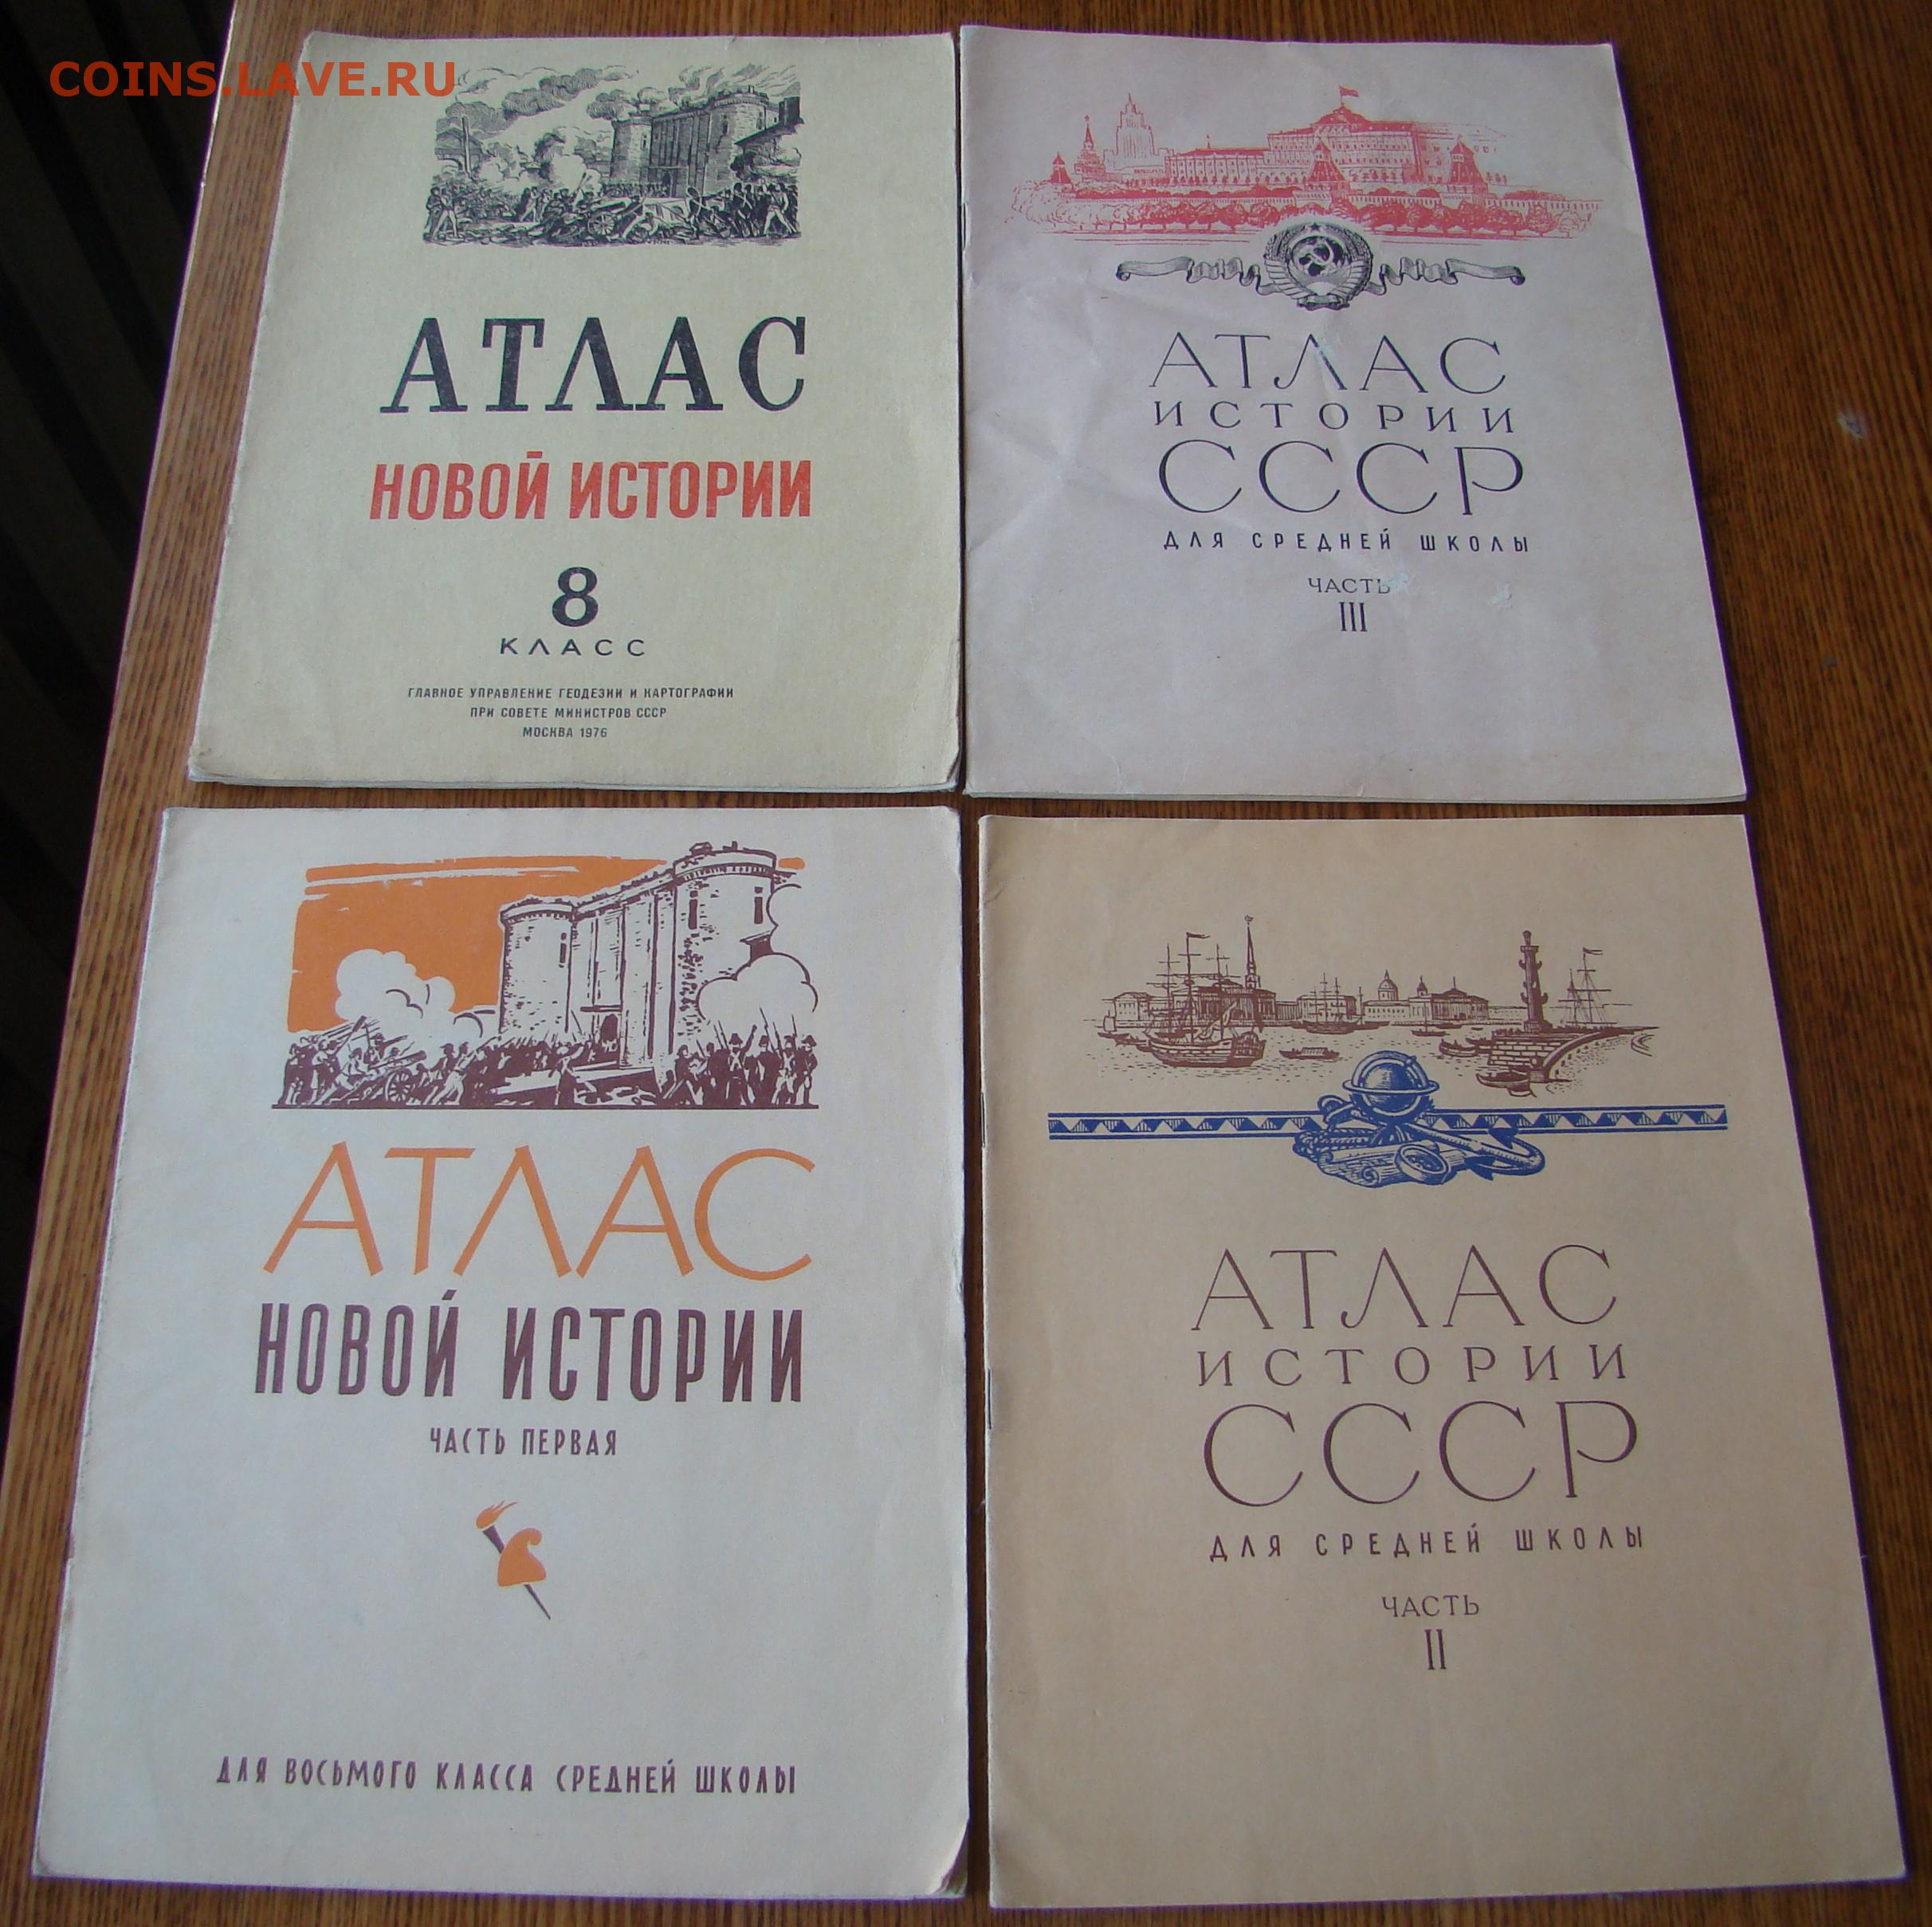 COINS.LAVE.RU
АТЛАС
НОВОЙ ИСТОРИИ
8
КЛАСС
ГЛАВНОЕ УПРАВЛЕНИЕ ГЕОДЕЗИИ И КАРТОГРАФИИ
ПРИ СОВЕТЕ МИНИСТРОВ СССР
МОСКВА 1976
АТЛАС
ИСТОРИИ
СССР
ДЛЯ СРЕДНЕЙ ШКОЛЫ
ЧАСТЬ
III
АТЛАС
НОВОЙ ИСТОРИИ
ЧАСТЬ ПЕРВАЯ
ДЛЯ ВОСЬМОГО КЛАССА СРЕДНЕЙ ШКОЛЫ
АТЛАС
ИСТОРИИ
СССР
ДЛЯ СРЕДНЕЙ ШКОЛЫ
ЧАСТЬ
II